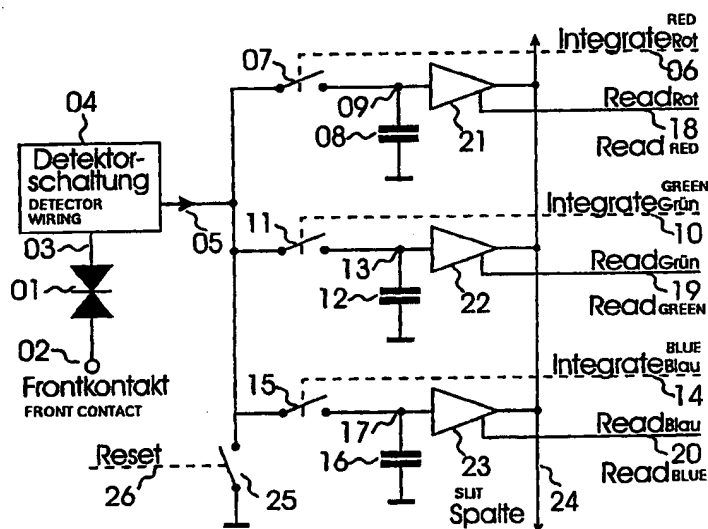 RED
07
Integrate Rot
06
04
09
Read Rot
08
21
18
Detektor-
schaltung
Read RED
DETECTOR
WIRING
GREEN
05
11
Integrate Grün
03
10
13
Read Grün
01
12
22
19
Read GREEN
02
BLUE
15
Integrate Blau
Frontkontakt
14
FRONT CONTACT
17
Read Blau
Reset
16
23
20
26
25
24
Read BLUE
SLIT
Spalte